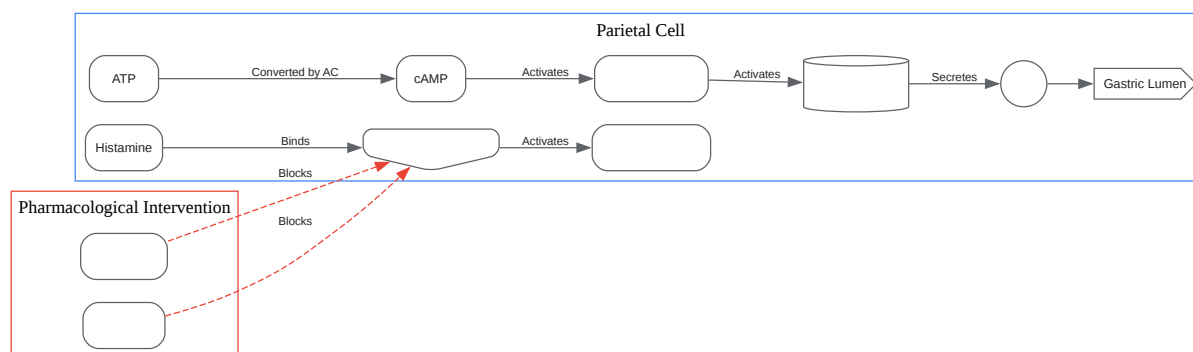 Parietal Cell
ATP
Converted by AC
cAMP
Activates
Activates
Secretes
Gastric Lumen
Histamine
Binds
Activates
Blocks
Pharmacological Intervention
Blocks